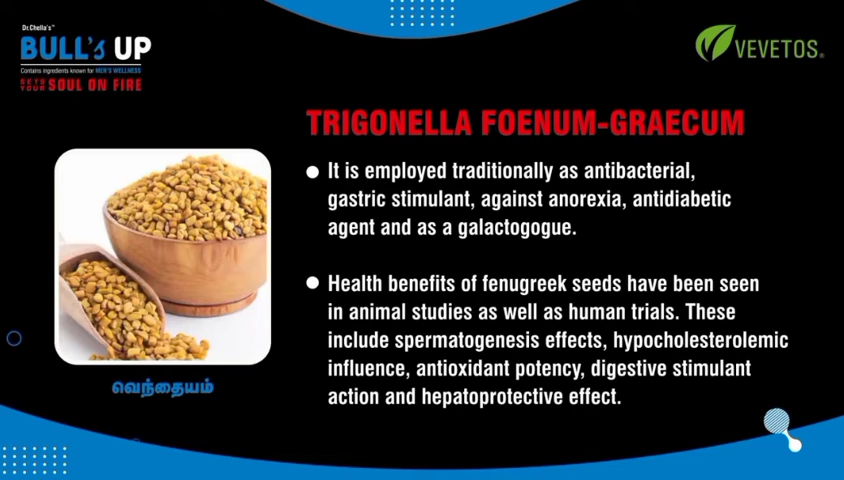 Dr.Chella's™
BULL's UP
Contains ingredients known for MEN'S WELLNESS
SETS YOUR SOUL ON FIRE
VEVETOS®
TRIGONELLA FOENUM-GRAECUM
It is employed traditionally as antibacterial,
gastric stimulant, against anorexia, antidiabetic
agent and as a galactogogue.
Health benefits of fenugreek seeds have been seen
in animal studies as well as human trials. These
include spermatogenesis effects, hypocholesterolemic
influence, antioxidant potency, digestive stimulant
action and hepatoprotective effect.
வெந்தையம்